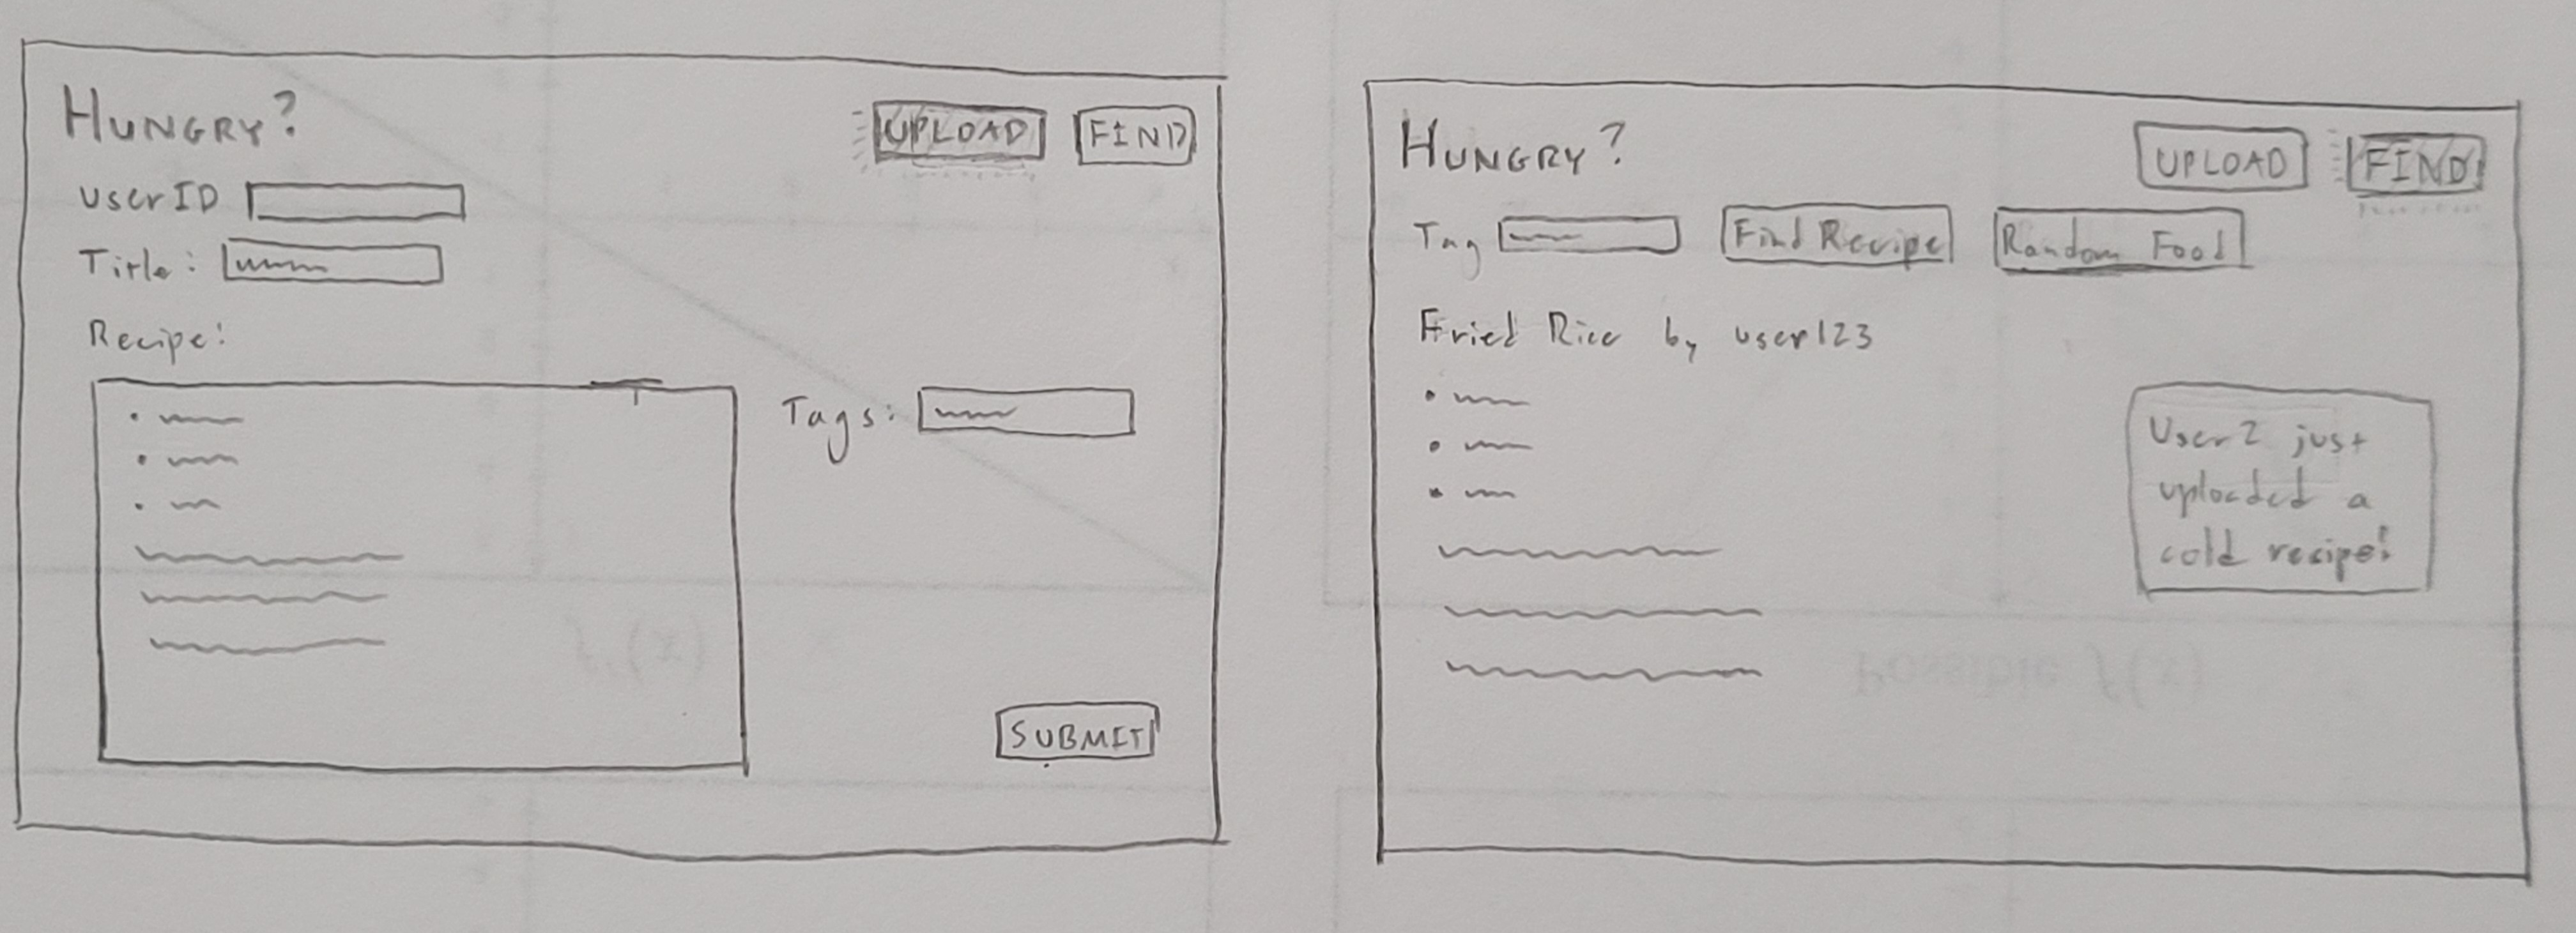 HUNGRY?
UPLOAD FIND
UserID
Title:
Recipe:
Tags:
SUBMIT
HUNGRY?
UPLOAD FIND
Tag Find Recipe Random Food
Fried Rice by user123
User2 just
uploaded a
cold recipe!
f'(x)
Possible f(x)